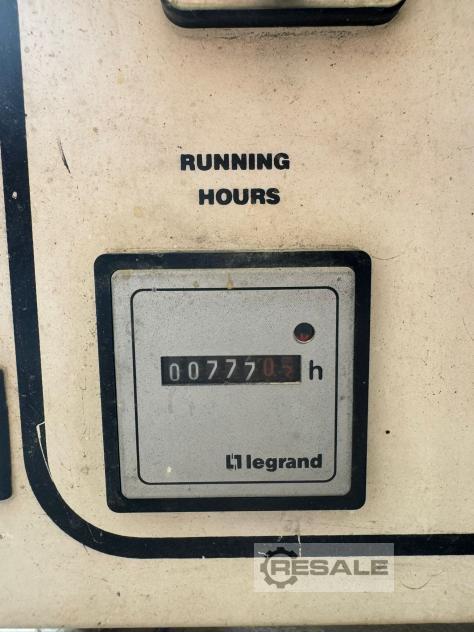 RUNNING
HOURS
0077705 h
legrand
RESALE